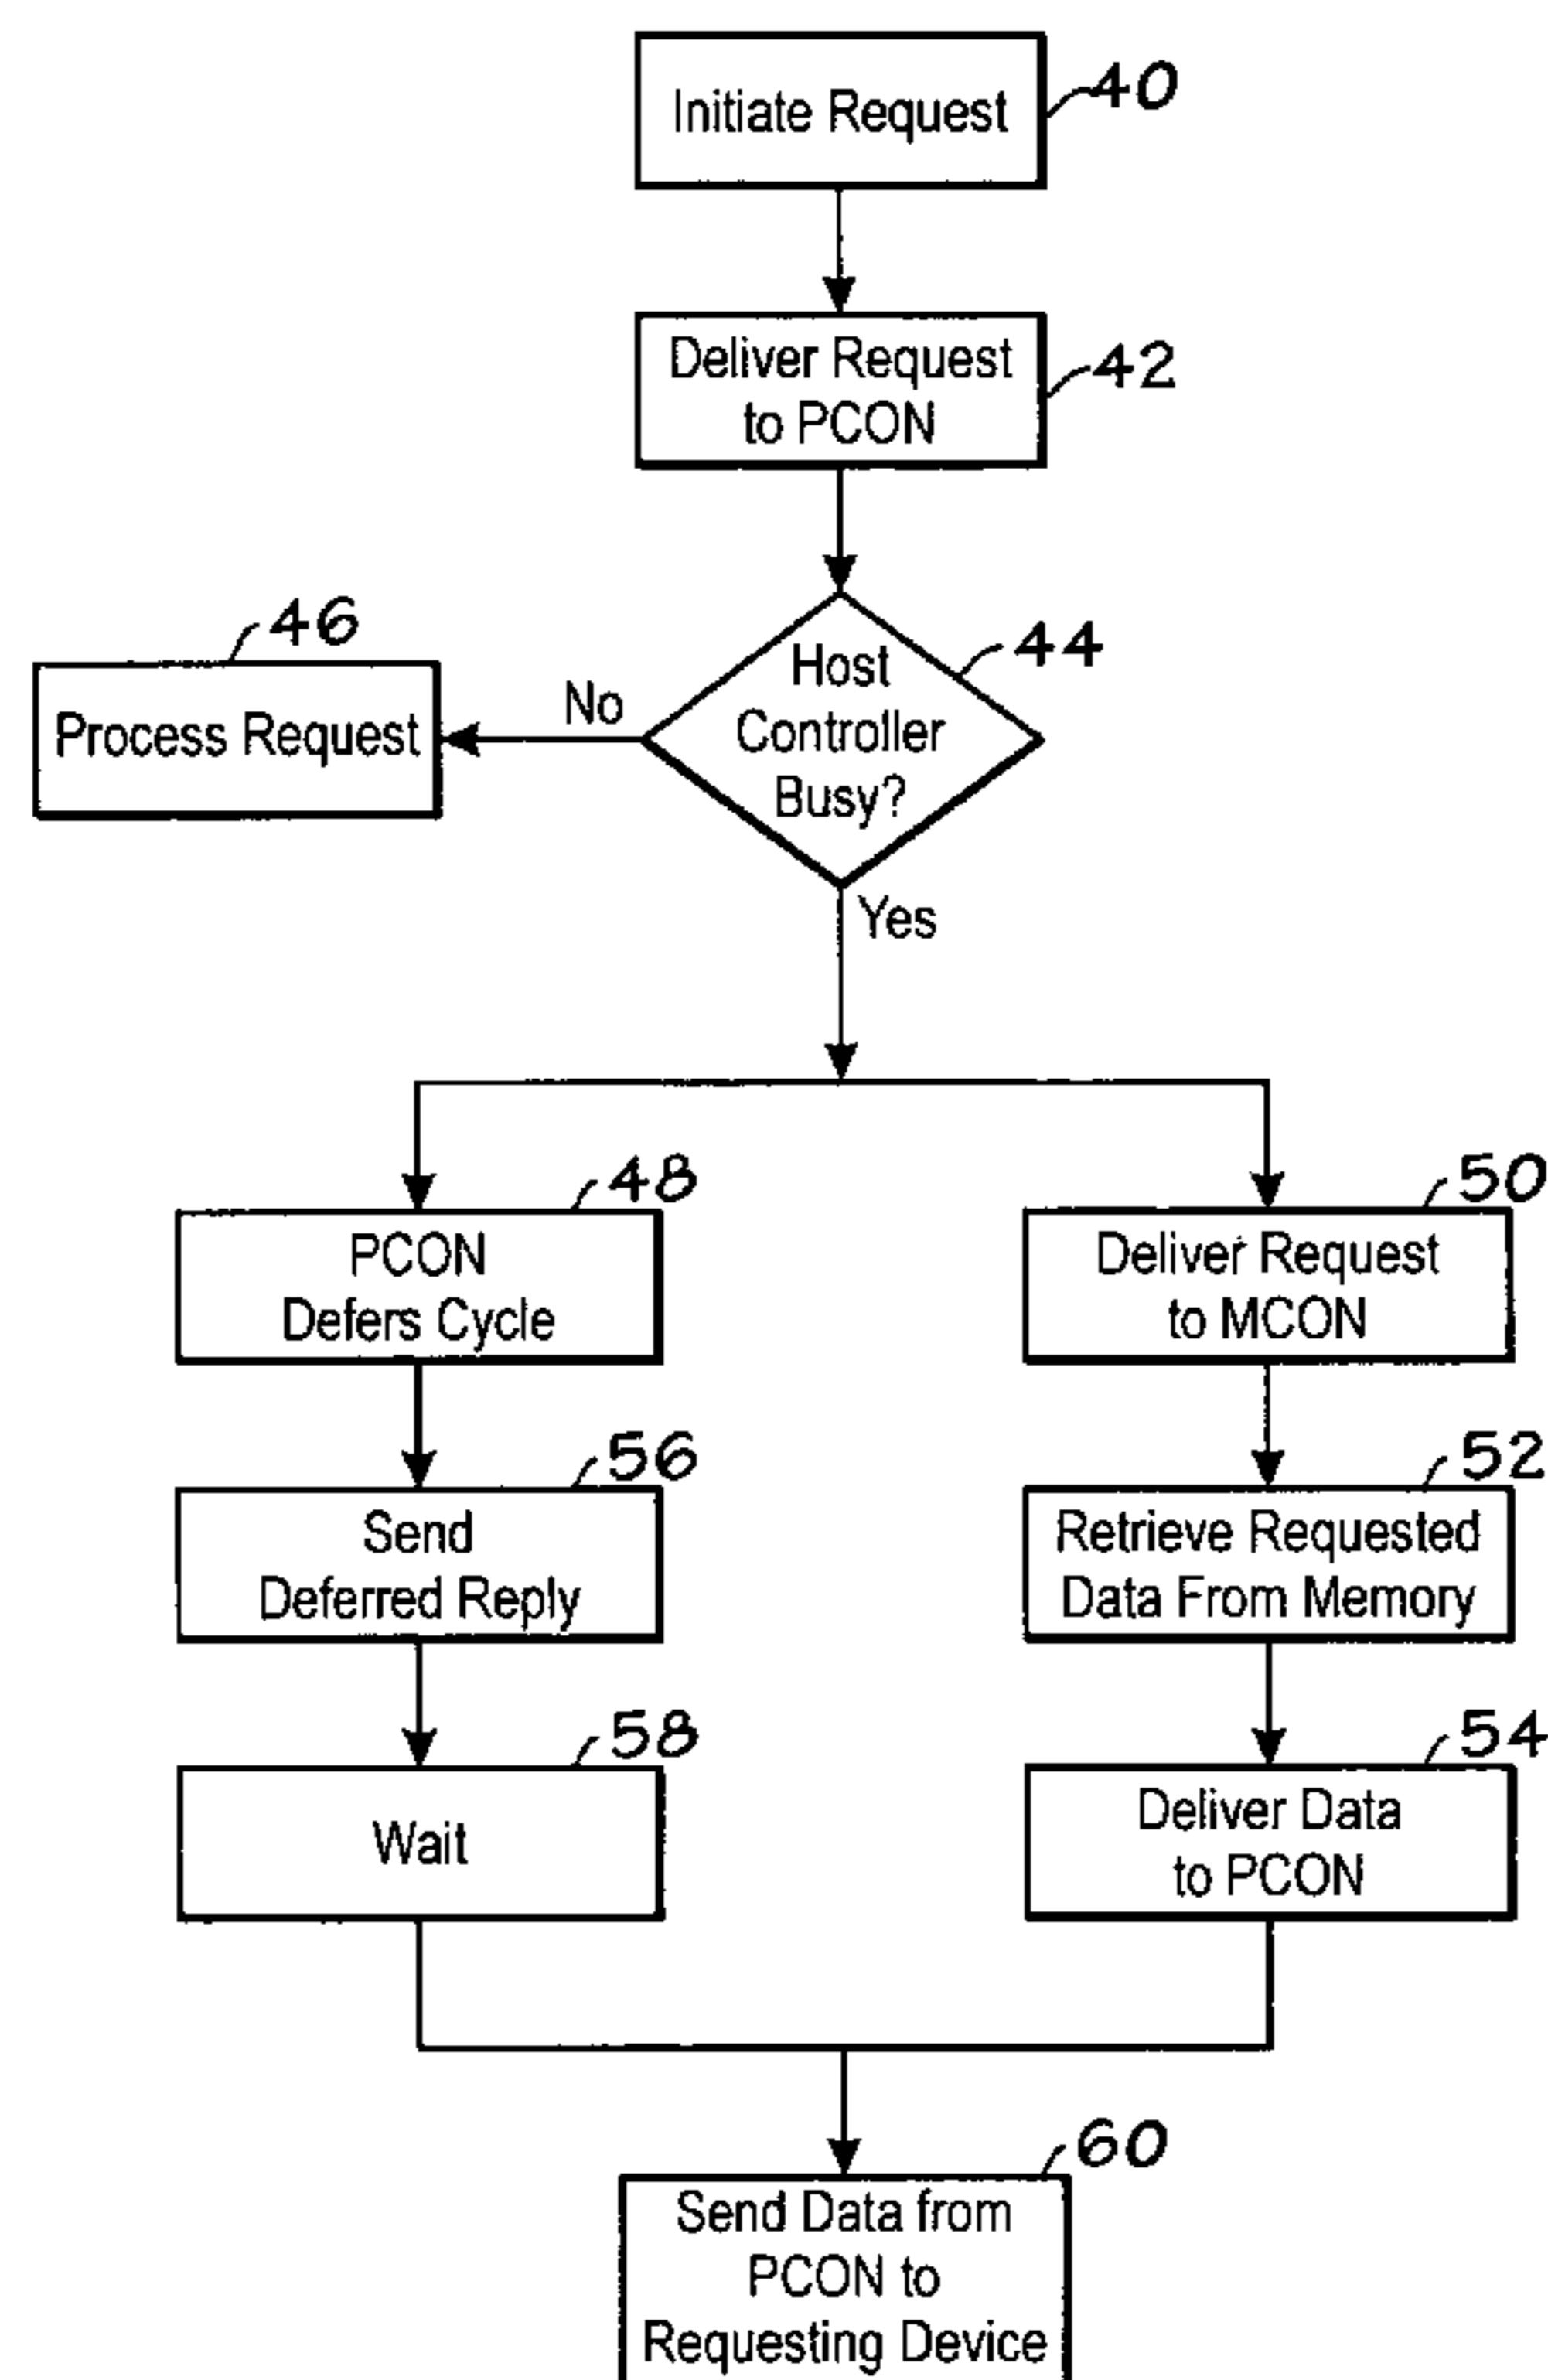 Initiate Request
40
Deliver Request
to PCON
42
Host
Controller
Busy?
44
No
46
Process Request
Yes
48
PCON
Defers Cycle
50
Deliver Request
to MCON
56
Send
Deferred Reply
52
Retrieve Requested
Data From Memory
58
Wait
54
Deliver Data
to PCON
60
Send Data from
PCON to
Requesting Device